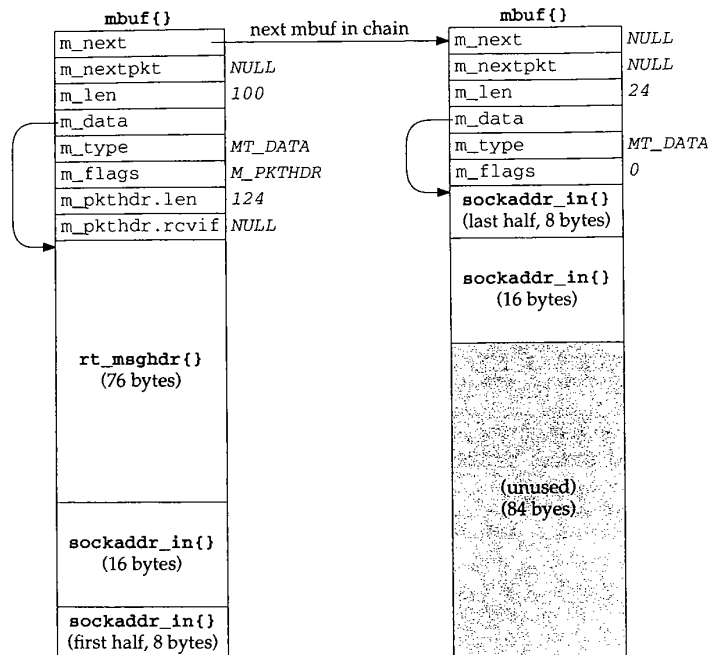 mbuf{}
m_next
m_nextpkt NULL
m_len 100
m_data
m_type MT_DATA
m_flags M_PKTHDR
m_pkthdr.len 124
m_pkthdr.rcvif NULL
rt_msghdr{}
(76 bytes)
sockaddr_in{}
(16 bytes)
sockaddr_in{}
(first half, 8 bytes)
next mbuf in chain
mbuf{}
m_next NULL
m_nextpkt NULL
m_len 24
m_data
m_type MT_DATA
m_flags 0
sockaddr_in{}
(last half, 8 bytes)
sockaddr_in{}
(16 bytes)
(unused)
(84 byes)